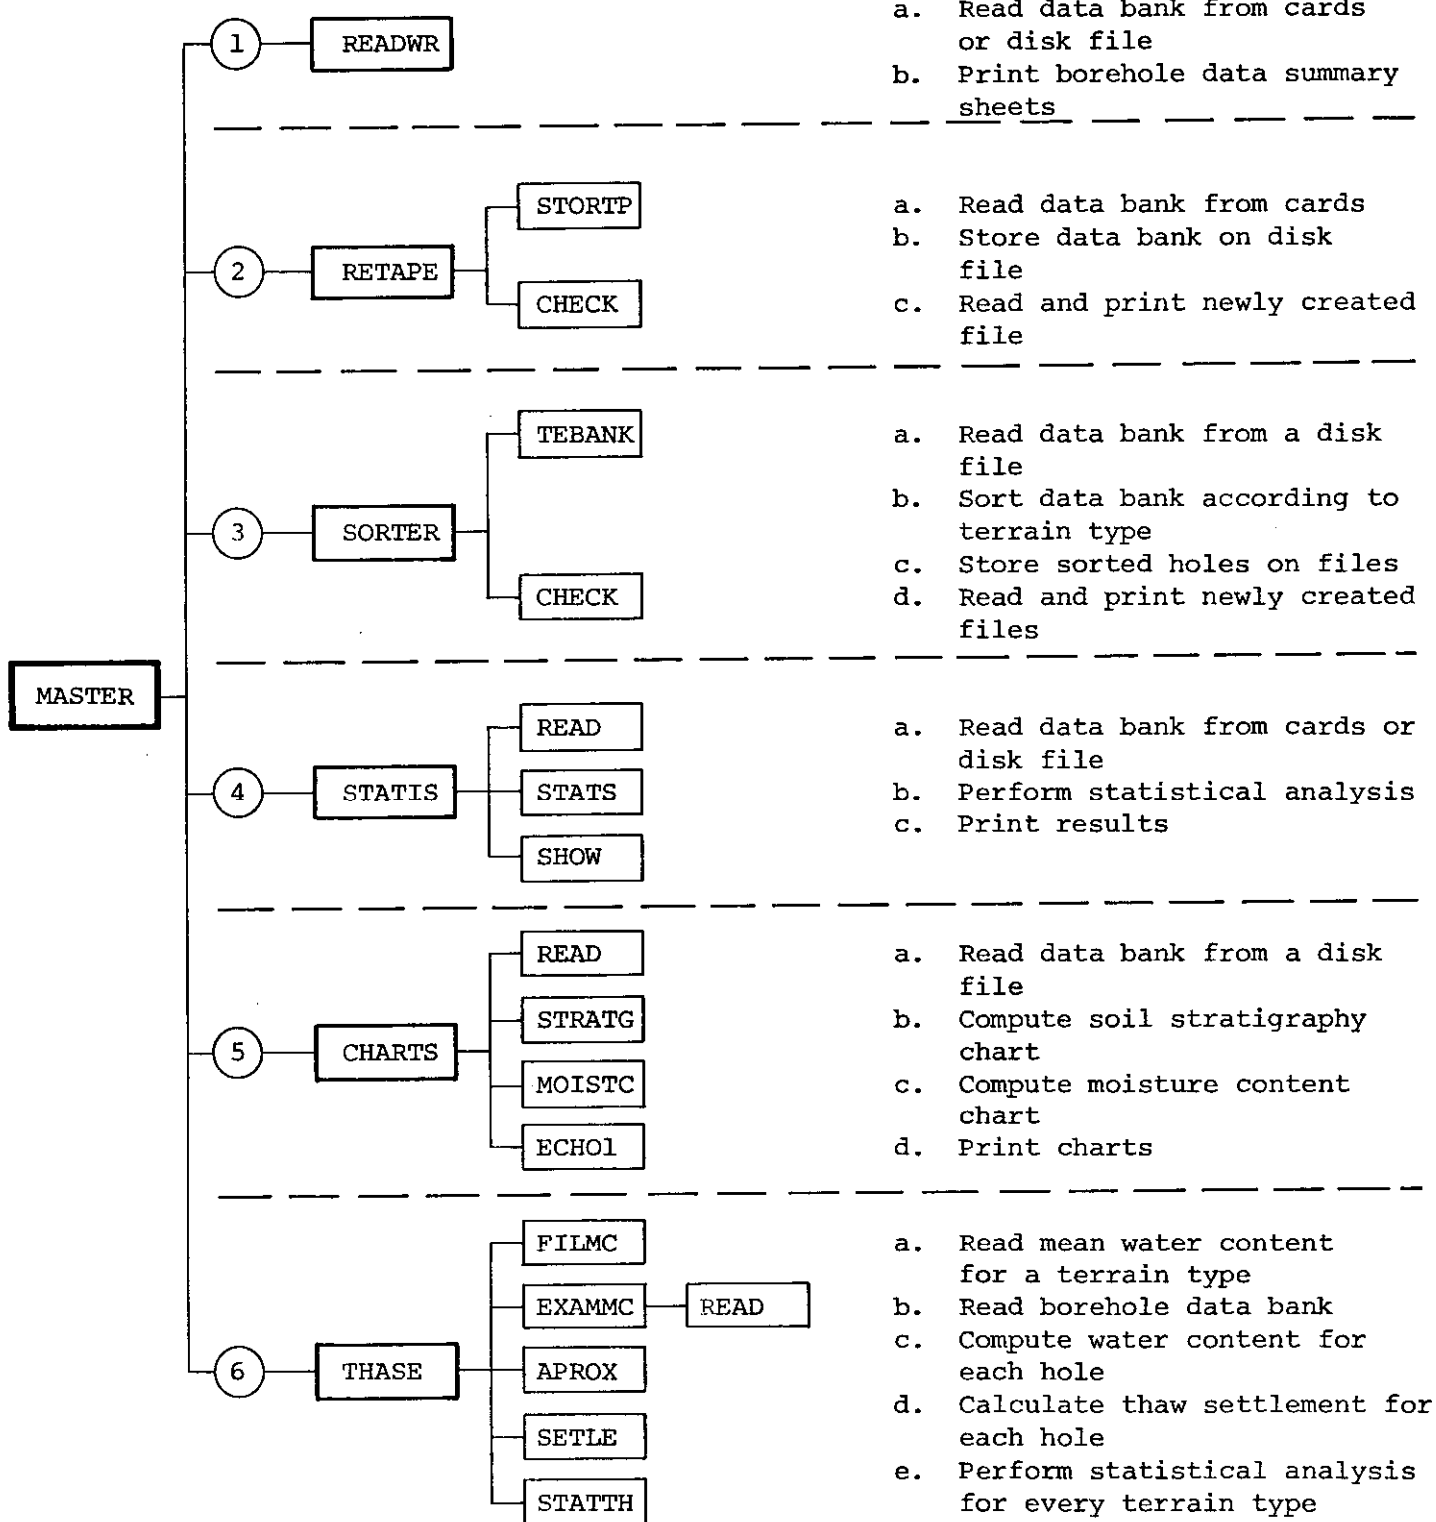 1
READWR
a. Read data bank from cards
or disk file
b. Print borehole data summary
sheets
2
RETAPE
STORTP
CHECK
a. Read data bank from cards
b. Store data bank on disk
file
c. Read and print newly created
file
3
SORTER
TEBANK
CHECK
a. Read data bank from a disk
file
b. Sort data bank according to
terrain type
c. Store sorted holes on files
d. Read and print newly created
files
MASTER
4
STATIS
READ
STATS
SHOW
a. Read data bank from cards or
disk file
b. Perform statistical analysis
c. Print results
5
CHARTS
READ
STRATG
MOISTC
ECHO1
a. Read data bank from a disk
file
b. Compute soil stratigraphy
chart
c. Compute moisture content
chart
d. Print charts
6
THASE
FILMC
EXAMMC
READ
APROX
SETLE
STATTH
a. Read mean water content
for a terrain type
b. Read borehole data bank
c. Compute water content for
each hole
d. Calculate thaw settlement for
each hole
e. Perform statistical analysis
for every terrain type